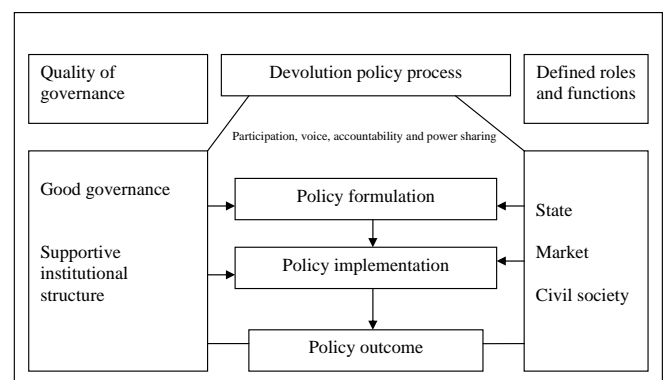 Quality of
governance
Devolution policy process
Defined roles
and functions
Participation, voice, accountability and power sharing
Good governance
Supportive
institutional
structure
Policy formulation
Policy implementation
Policy outcome
State
Market
Civil society